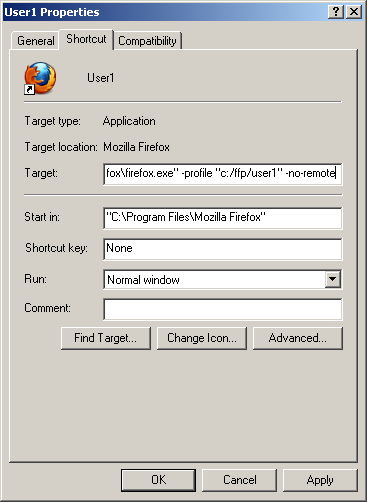 User1 Properties
General Shortcut Compatibility
User1
Target type: Application
Target location: Mozilla Firefox
Target: fox\firefox.exe" -profile "c:/ffp/user1" -no-remote
Start in: "C:\Program Files\Mozilla Firefox"
Shortcut key: None
Run: Normal window
Comment:
Find Target... Change Icon... Advanced...
OK Cancel Apply